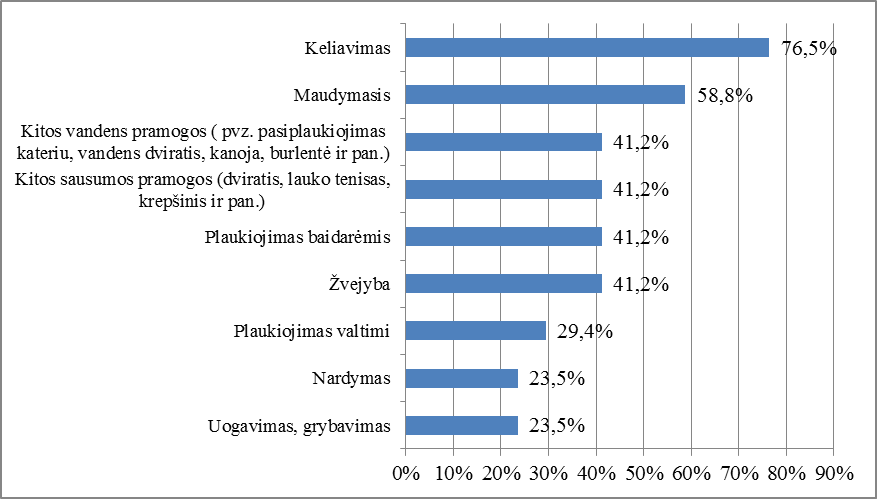 Keliavimas 76,5%
Maudymasis 58,8%
Kitos vandens pramogos ( pvz. pasiplaukiojimas
kateriu, vandens dviratis, kanoja, burlentė ir pan.) 41,2%
Kitos sausumos pramogos (dviratis, lauko tenisas,
krepšinis ir pan.) 41,2%
Plaukiojimas baidarėmis 41,2%
Žvejyba 41,2%
Plaukiojimas valtimi 29,4%
Nardymas 23,5%
Uogavimas, grybavimas 23,5%
0% 10% 20% 30% 40% 50% 60% 70% 80% 90%